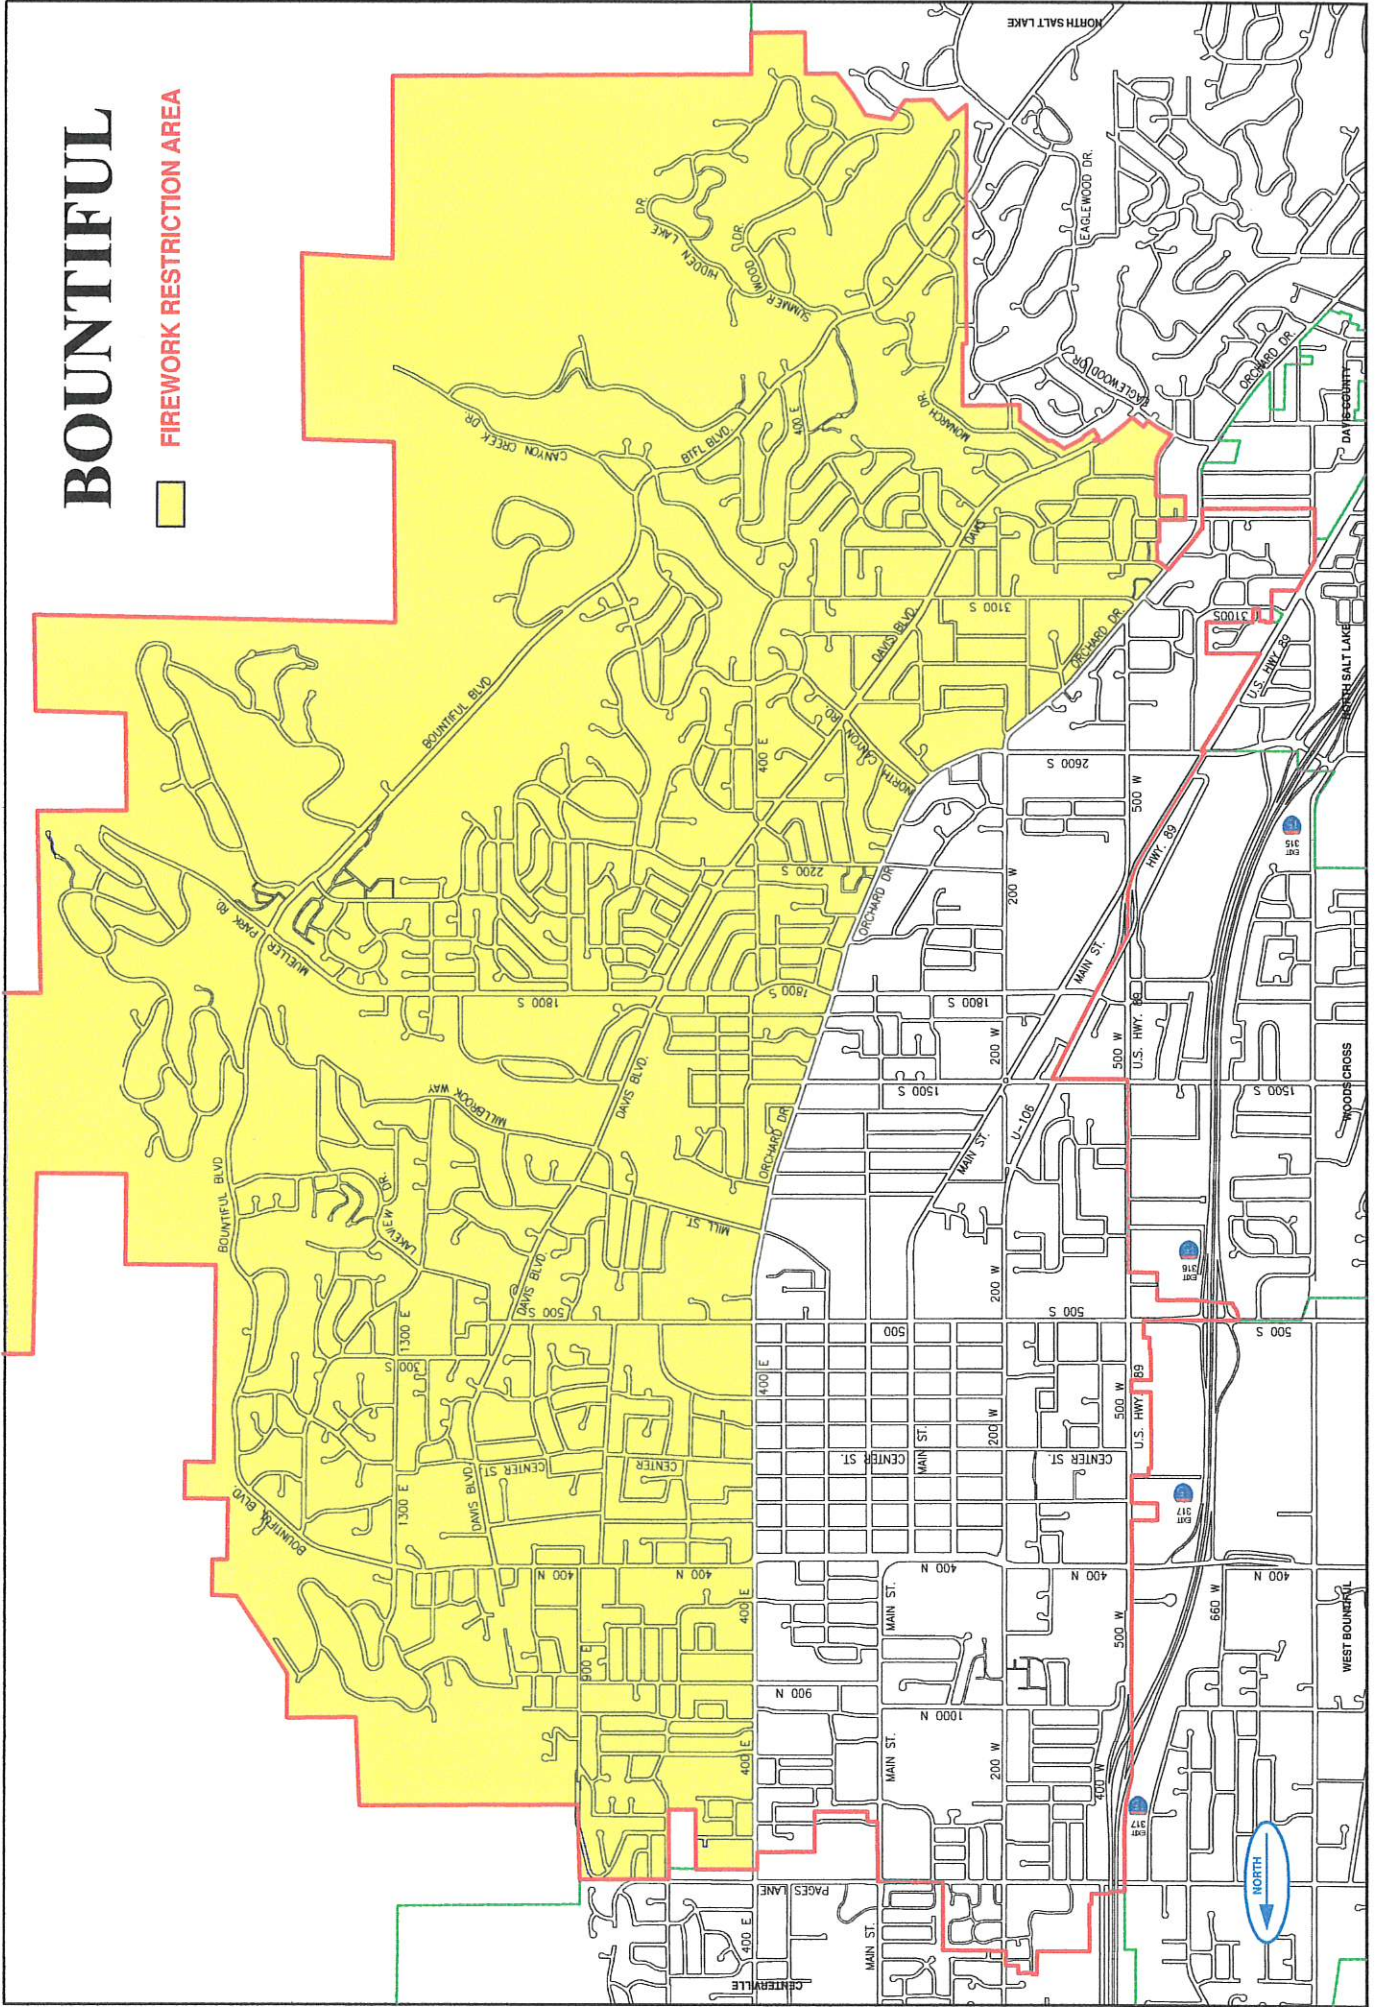 BOUNTIFUL
FIREWORK RESTRICTION AREA
NORTH SALT LAKE
EAGLEWOOD DR.
HIDDEN LAKE
DR.
SUMMER
WOOD
DR.
EAGLEWOOD DR.
EAGLEWOOD DR.
ORCHARD DR.
DAVIS COUNTY
CANYON CREEK DR.
BTFL BLVD.
400 E
MONARCH DR.
DAVIS
BLVD.
DAVIS
3100 S
ORCHARD DR.
3100S
U.S. HWY 89
NORTH SALT LAKE
BOUNTIFUL BLVD
400 E
NORTH
CANYON
RD.
2600 S
500 W
HWY. 89
EXIT
315
2200 S
ORCHARD DR.
200 W
MUELLER
PARK
RD.
1800 S
1800 S
1800 S
MAIN ST.
200 W
500 W
U.S. HWY. 89
MILLBROOK WAY
DAVIS BLVD.
1500 S
1500 S
WOODS CROSS
U-106
MAIN ST.
ORCHARD DR.
BOUNTIFUL BLVD
LAKEVIEW
DR.
MILL ST.
DAVIS BLVD.
200 W
EXIT
316
1300 E
500 S
500
500 S
500 S
300
S
400 E
200 W
500 W
U.S. HWY
89
CENTER ST.
CENTER
CENTER ST.
MAIN ST.
CENTER ST.
BOUNTIFUL BLVD.
1300 E
DAVIS BLVD.
EXIT
317
400 N
400 N
400 N
400 N
400 N
900 E
400 E
MAIN ST.
500 W
660 W
WEST BOUNTIFUL
900 N
1000 N
400 E
MAIN ST.
200 W
400 W
EXIT
317
NORTH
PAGES LANE
400 E
MAIN ST.
CENTERVILLE